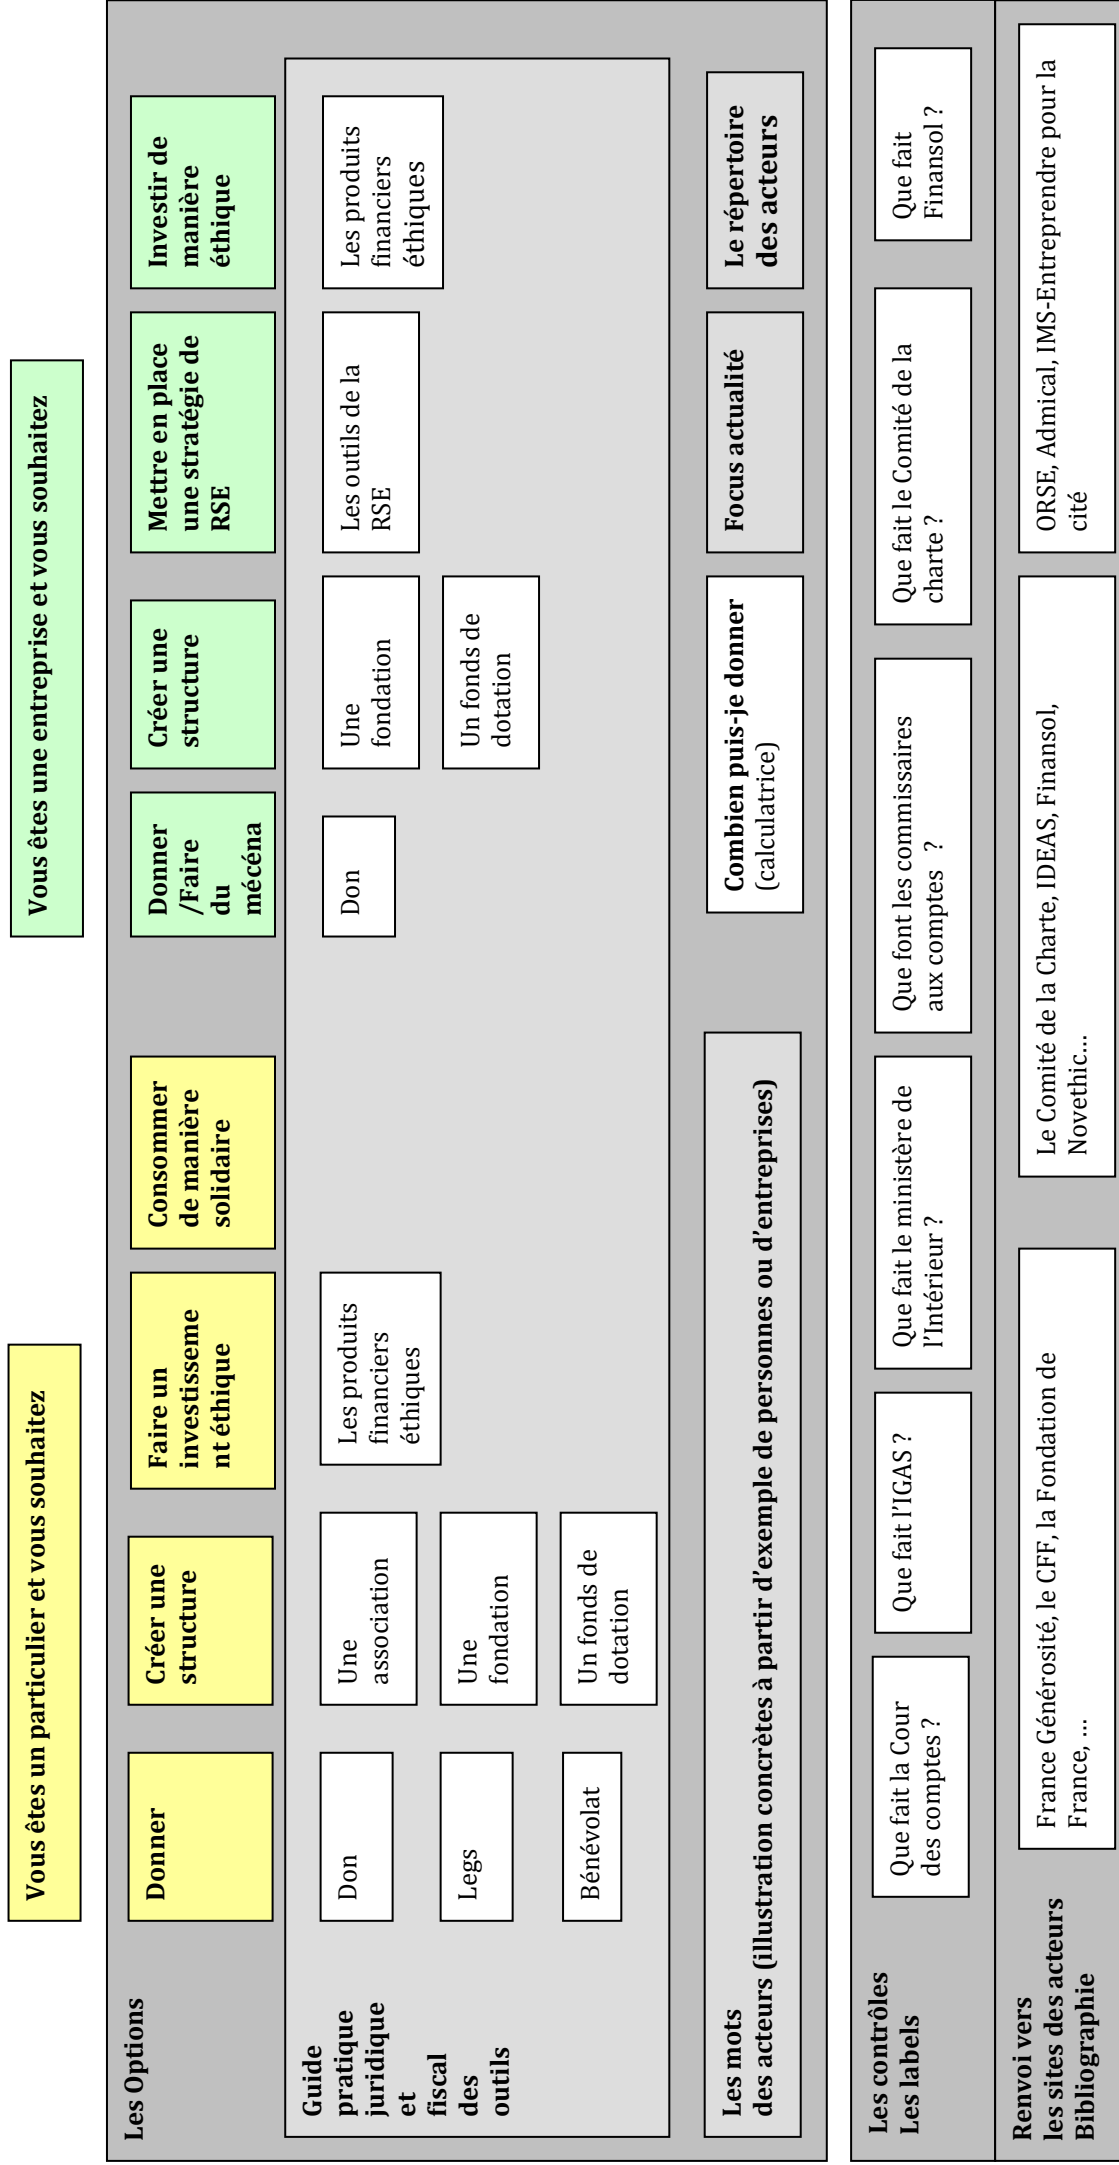 Vous êtes un particulier et vous souhaitez
Vous êtes une entreprise et vous souhaitez
Les Options
Donner
Créer une
structure
Faire un
investisseme
nt éthique
Consommer
de manière
solidaire
Donner
/Faire
du
mécéna
Créer une
structure
Mettre en place
une stratégie de
RSE
Investir de
manière
éthique
Guide
pratique
juridique
et
fiscal
des
outils
Don
Legs
Bénévolat
Une
association
Une
fondation
Un fonds de
dotation
Les produits
financiers
éthiques
Don
Une
fondation
Un fonds de
dotation
Les outils de la
RSE
Les produits
financiers
éthiques
Les mots
des acteurs (illustration concrètes à partir d'exemple de personnes ou d'entreprises)
Combien puis-je donner
(calculatrice)
Focus actualité
Le répertoire
des acteurs
Les contrôles
Les labels
Que fait la Cour
des comptes ?
Que fait l'IGAS ?
Que fait le ministère de
l'Intérieur ?
Que font les commissaires
aux comptes ?
Que fait le Comité de la
charte ?
Que fait
Finansol ?
Renvoi vers
les sites des acteurs
Bibliographie
France Générosité, le CFF, la Fondation de
France, …
Le Comité de la Charte, IDEAS, Finansol,
Novethic…
ORSE, Admical, IMS-Entreprendre pour la
cité